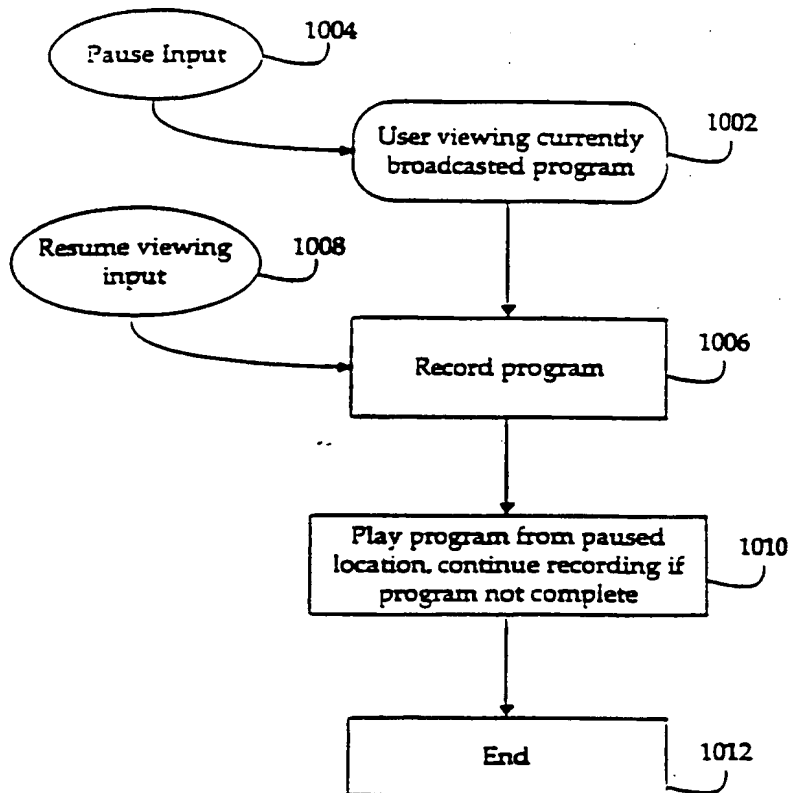 1004
Pause Input
1002
User viewing currently
broadcasted program
Resume viewing
input
1008
1006
Record program
Play program from paused
location, continue recording if
program not complete
1010
End
1012